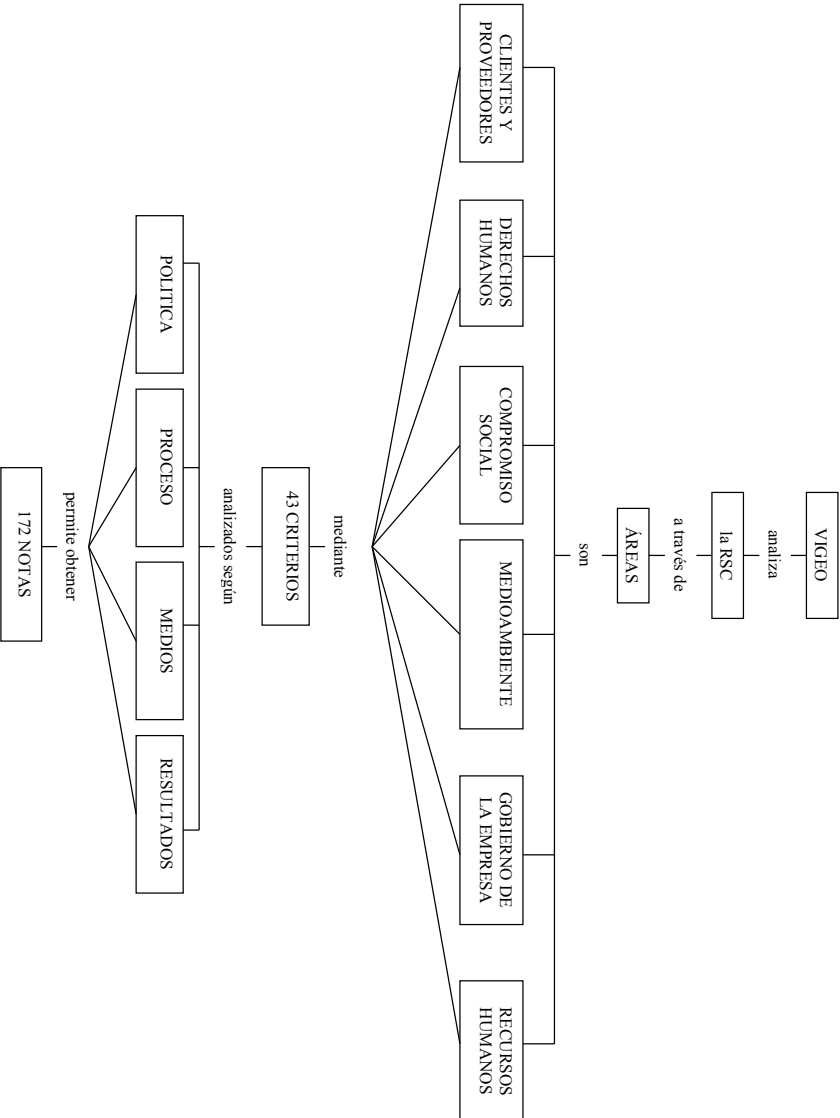 VIGEO
analiza
la RSC
a través de
ÁREAS
son
CLIENTES Y
PROVEEDORES
DERECHOS
HUMANOS
COMPROMISO
SOCIAL
MEDIOAMBIENTE
GOBIERNO DE
LA EMPRESA
RECURSOS
HUMANOS
mediante
43 CRITERIOS
analizados según
POLITICA
PROCESO
MEDIOS
RESULTADOS
permite obtener
172 NOTAS